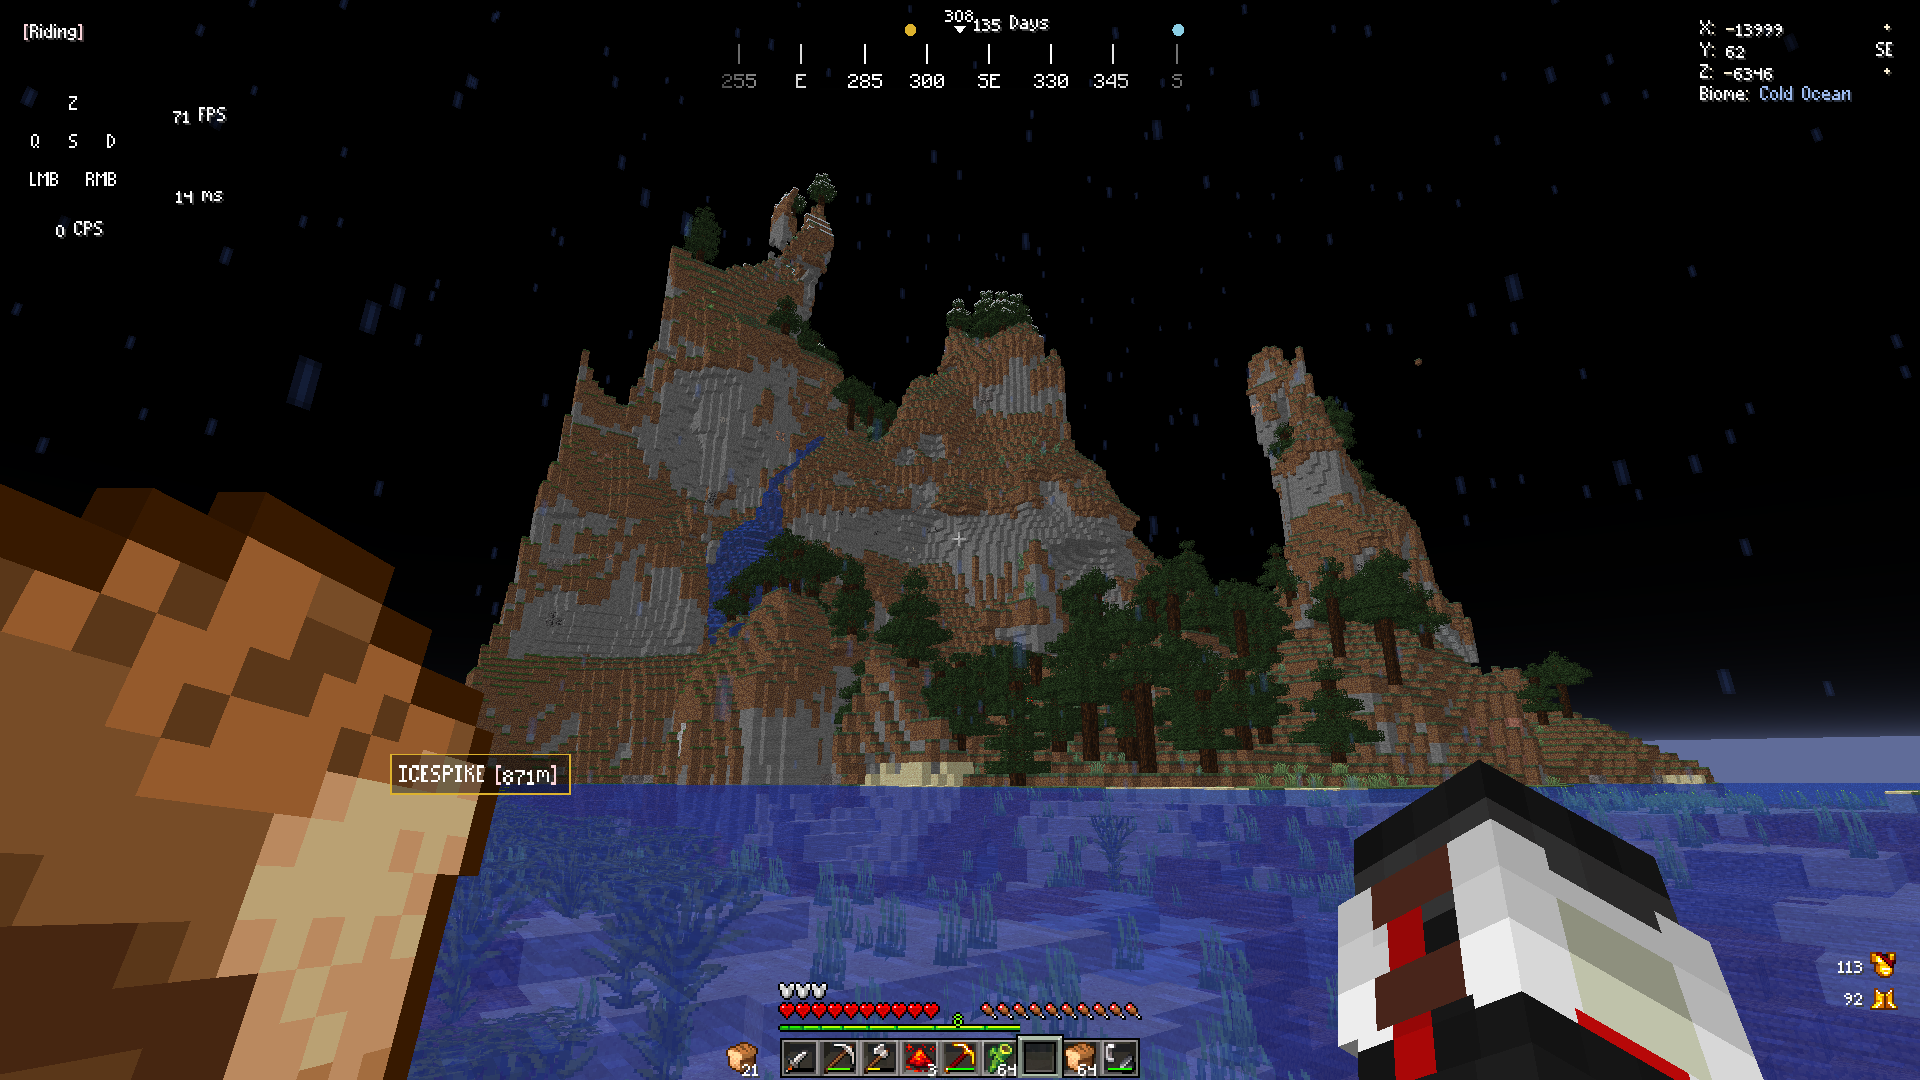 [Riding]
308
135 Days
255 E 285 300 SE 330 345 S
X: -13999
Y: 62
Z: -6346
SE
Biome: Cold Ocean
Z
Q S D
LMB RMB
0 CPS
71 FPS
14 ms
ICESPIKE [871m]
113
92
8
21
3
64
64